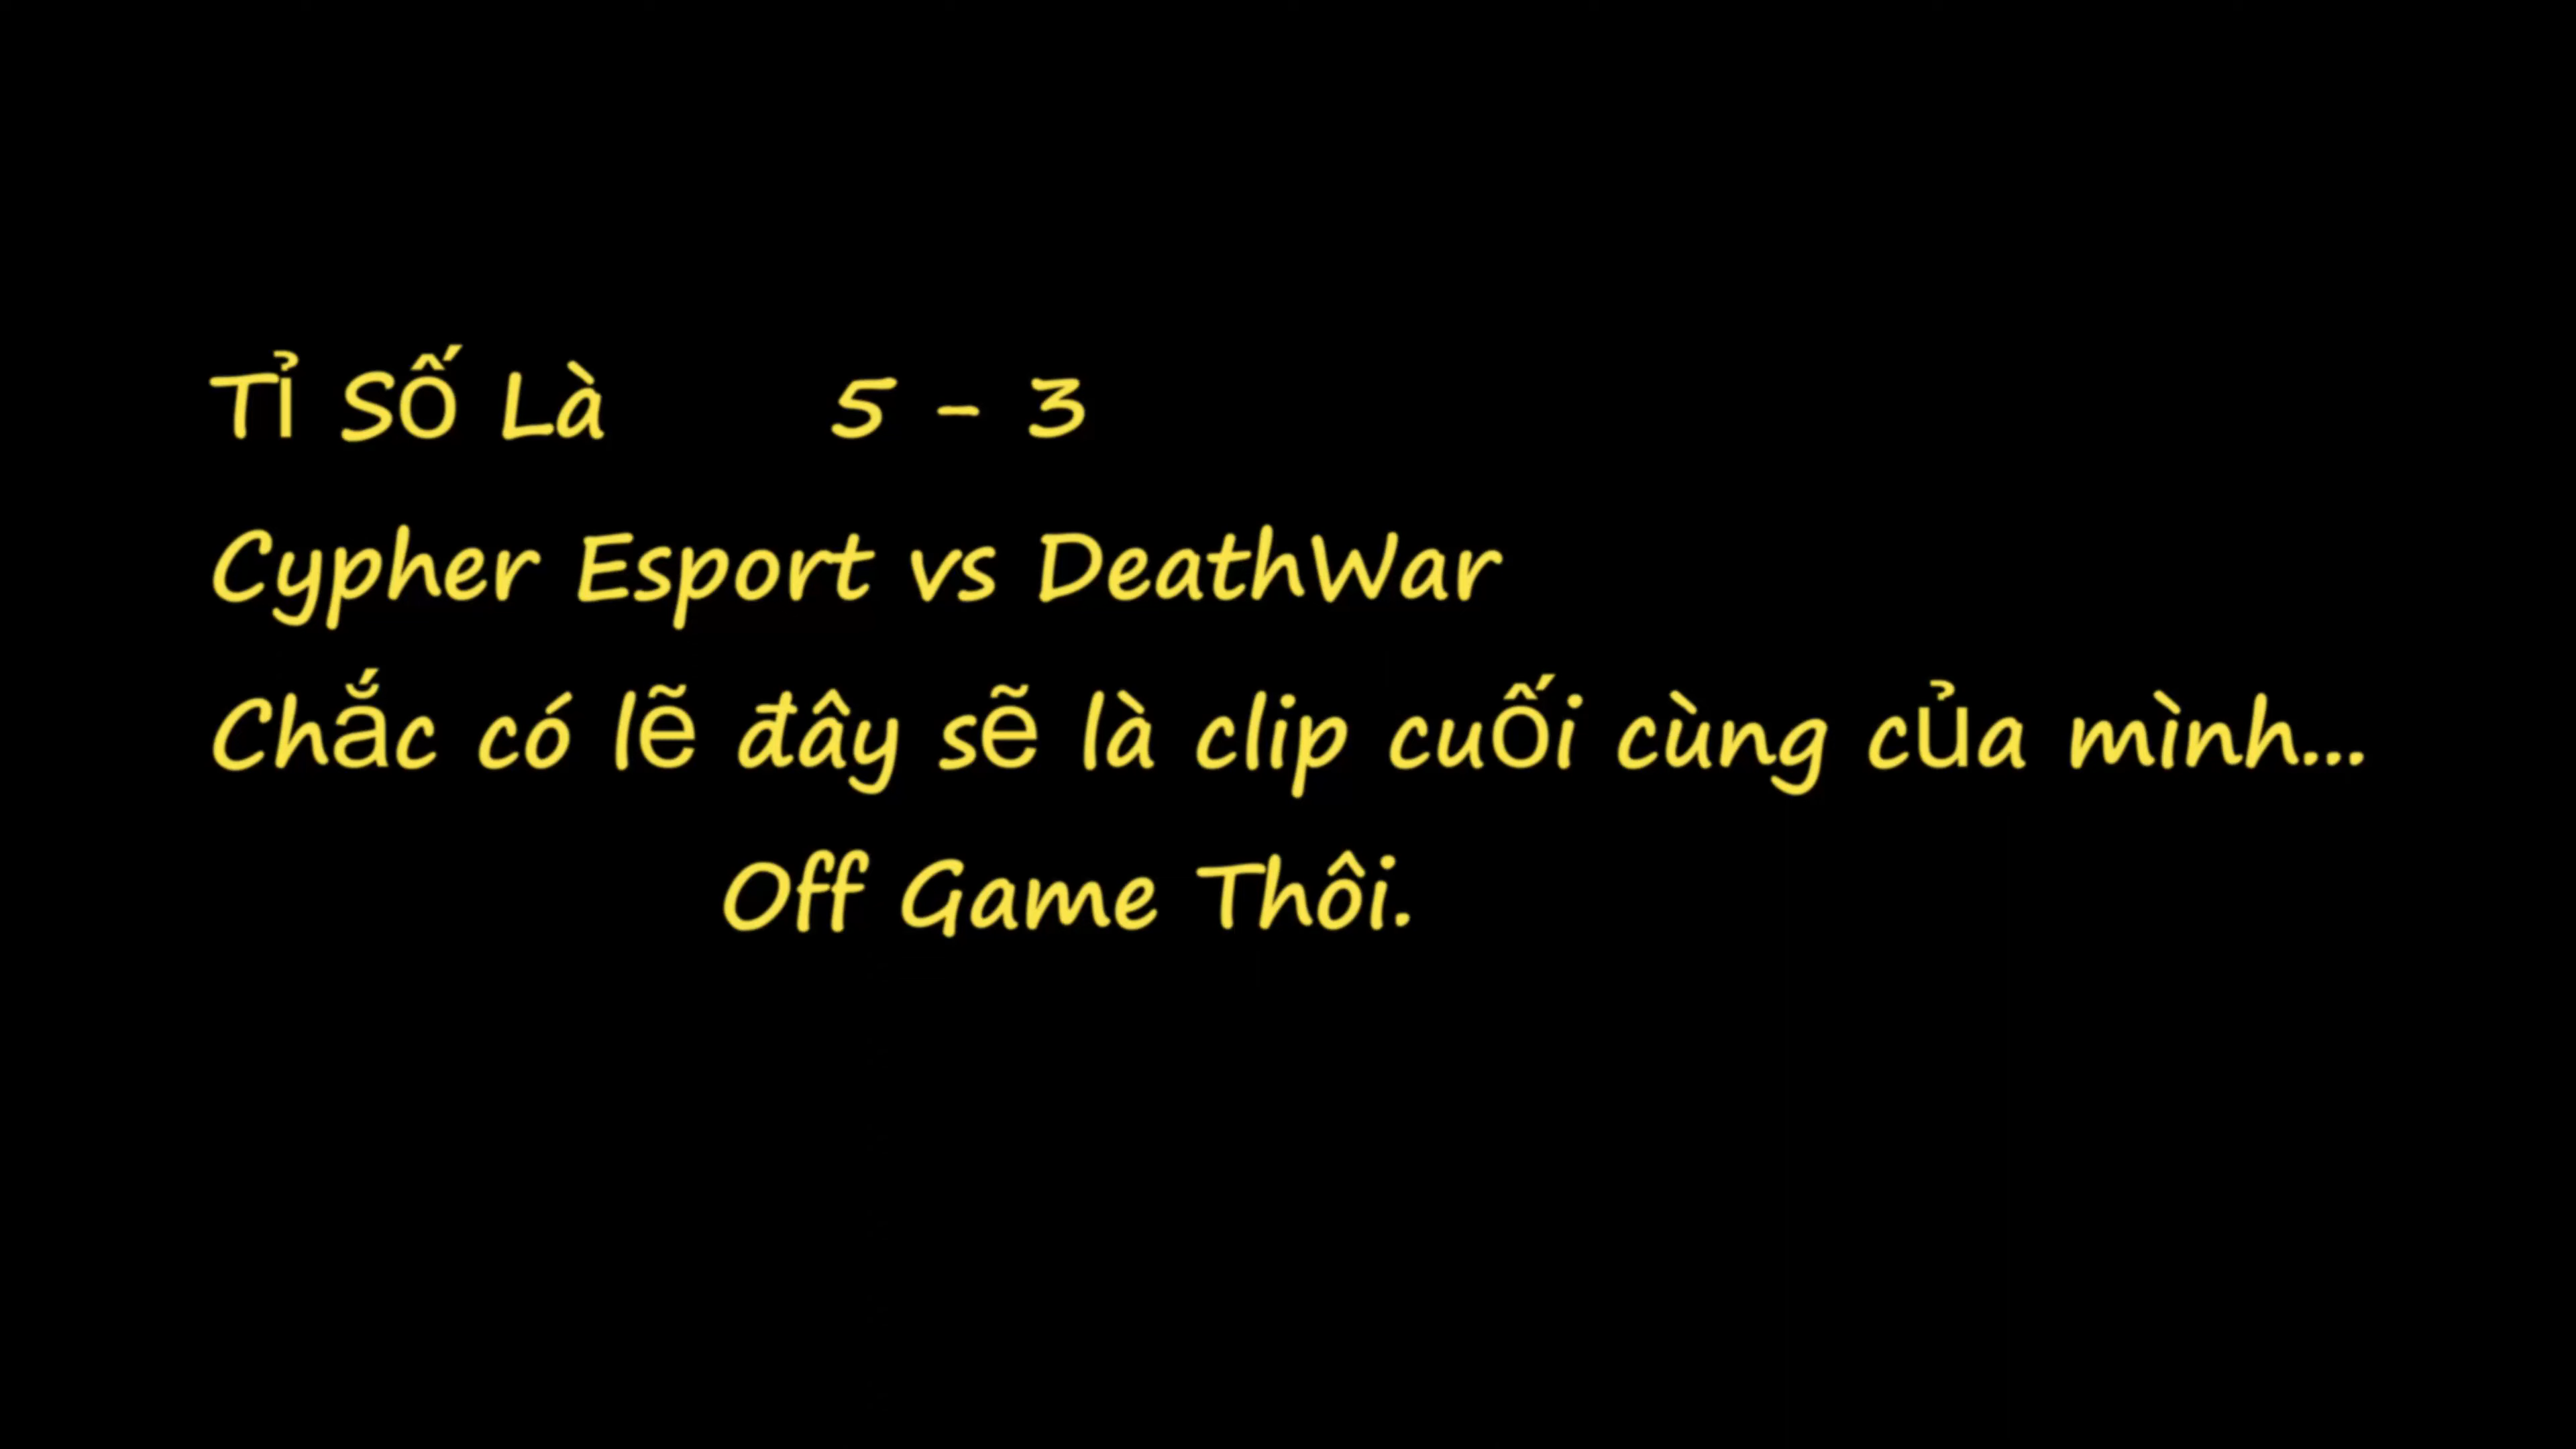 Tỉ Số Là 5 - 3
Cypher Esport vs DeathWar
Chắc có lẽ đây sẽ là clip cuối cùng của mình...
Off Game Thôi.